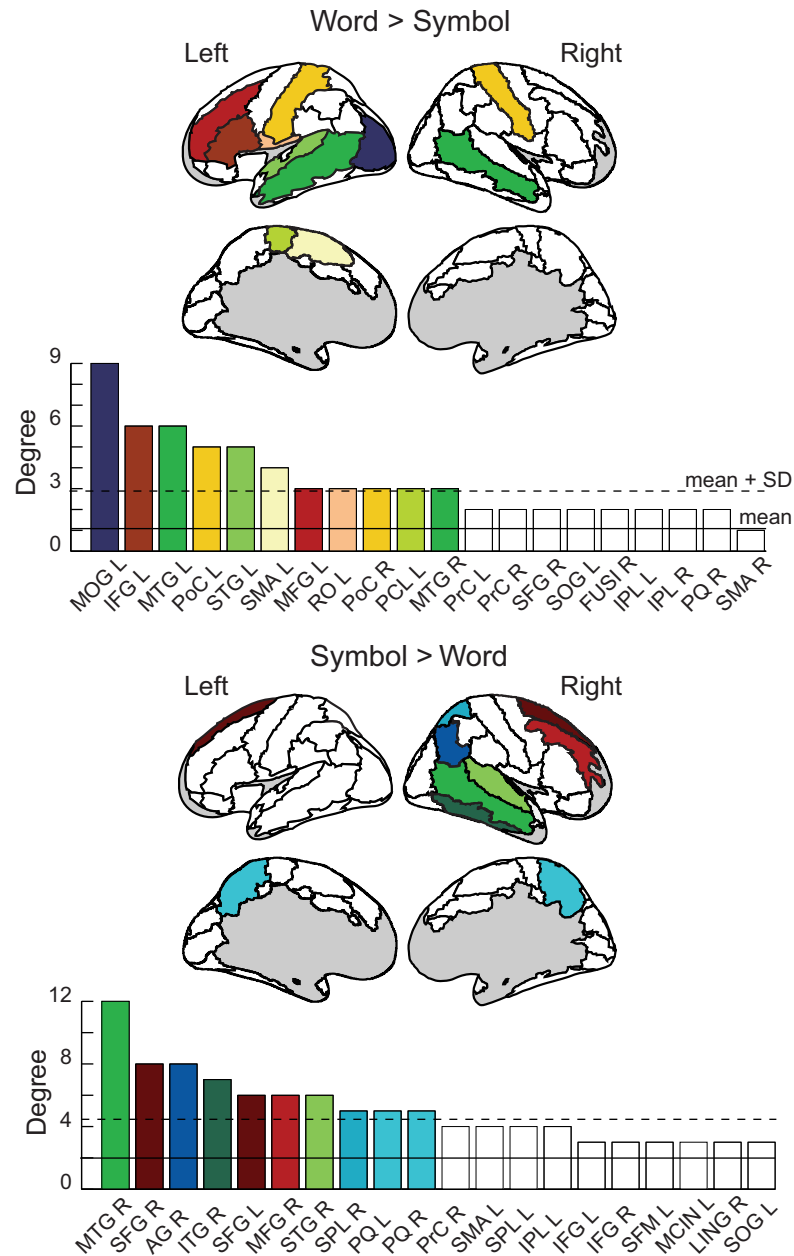 Word > Symbol
Left Right
9
6
3
0
Degree
mean + SD
mean
MOG L
IFG L
MTG L
PoC L
STG L
SMA L
MFG L
RO L
PoC R
PCL L
MTG R
PrC L
PrC R
SFG R
SOG L
FUSI R
IPL L
IPL R
PQ R
SMA R
Symbol > Word
Left Right
12
8
4
0
Degree
MTG R
SFG R
AG R
ITG R
SFG L
MFG R
STG R
SPL R
PQ L
PQ R
PrC R
SMA L
SPL L
IPL L
IFG L
IFG R
SFM L
MCIN L
LING R
SOG L